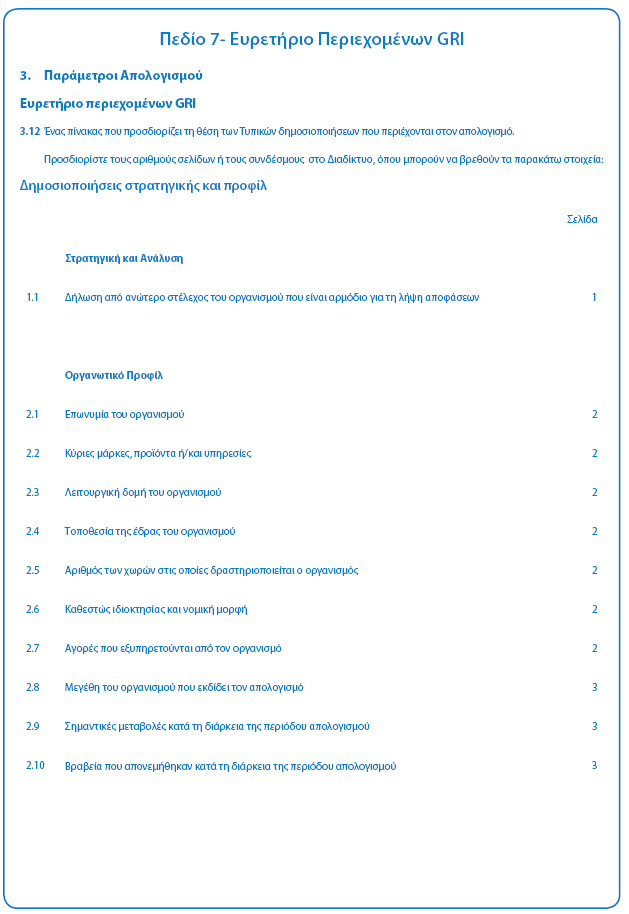 Πεδίο 7- Ευρετήριο Περιεχομένων GRI
3. Παράμετροι Απολογισμού
Ευρετήριο περιεχομένων GRI
3.12 Ένας πίνακας που προσδιορίζει τη θέση των Τυπικών δημοσιοποιήσεων που περιέχονται στον απολογισμό.
Προσδιορίστε τους αριθμούς σελίδων ή τους συνδέσμους στο Διαδίκτυο, όπου μπορούν να βρεθούν τα παρακάτω στοιχεία:
Δημοσιοποιήσεις στρατηγικής και προφίλ
Σελίδα
Στρατηγική και Ανάλυση
1.1 Δήλωση από ανώτερο στέλεχος του οργανισμού που είναι αρμόδιο για τη λήψη αποφάσεων 1
Οργανωτικό Προφίλ
2.1 Επωνυμία του οργανισμού 2
2.2 Κύριες μάρκες, προϊόντα ή/και υπηρεσίες 2
2.3 Λειτουργική δομή του οργανισμού 2
2.4 Τοποθεσία της έδρας του οργανισμού 2
2.5 Αριθμός των χωρών στις οποίες δραστηριοποιείται ο οργανισμός 2
2.6 Καθεστώς ιδιοκτησίας και νομική μορφή 2
2.7 Αγορές που εξυπηρετούνται από τον οργανισμό 2
2.8 Μεγέθη του οργανισμού που εκδίδει τον απολογισμό 3
2.9 Σημαντικές μεταβολές κατά τη διάρκεια της περιόδου απολογισμού 3
2.10 Βραβεία που απονεμήθηκαν κατά τη διάρκεια της περιόδου απολογισμού 3